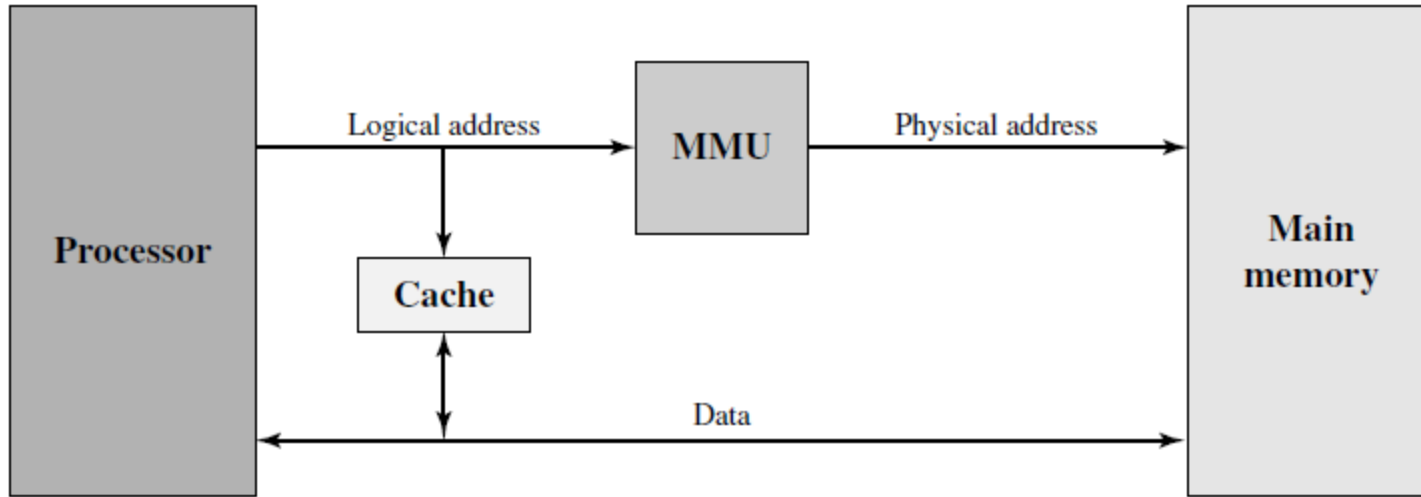 Logical address
MMU
Physical address
Processor
Main
memory
Cache
Data